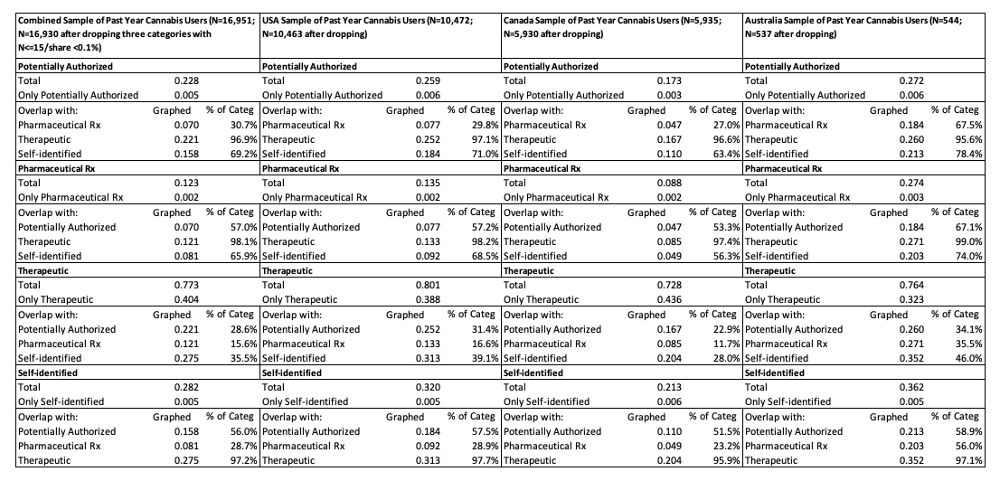 Combined Sample of Past Year Cannabis Users (N=16,951; N=16,930 after dropping three categories with N<=15/share <0.1%) USA Sample of Past Year Cannabis Users (N=10,472; N=10,463 after dropping) Canada Sample of Past Year Cannabis Users (N=5,935; N=5,930 after dropping) Australia Sample of Past Year Cannabis Users (N=544; N=537 after dropping)
Potentially Authorized Potentially Authorized Potentially Authorized Potentially Authorized
Total 0.228 Total 0.259 Total 0.173 Total 0.272
Only Potentially Authorized 0.005 Only Potentially Authorized 0.006 Only Potentially Authorized 0.003 Only Potentially Authorized 0.006
Overlap with: Graphed % of Categ Overlap with: Graphed % of Categ Overlap with: Graphed % of Categ Overlap with: Graphed % of Categ
Pharmaceutical Rx 0.070 30.7% Pharmaceutical Rx 0.077 29.8% Pharmaceutical Rx 0.047 27.0% Pharmaceutical Rx 0.184 67.5%
Therapeutic 0.221 96.9% Therapeutic 0.252 97.1% Therapeutic 0.167 96.6% Therapeutic 0.260 95.6%
Self-identified 0.158 69.2% Self-identified 0.184 71.0% Self-identified 0.110 63.4% Self-identified 0.213 78.4%
Pharmaceutical Rx Pharmaceutical Rx Pharmaceutical Rx Pharmaceutical Rx
Total 0.123 Total 0.135 Total 0.088 Total 0.274
Only Pharmaceutical Rx 0.002 Only Pharmaceutical Rx 0.002 Only Pharmaceutical Rx 0.002 Only Pharmaceutical Rx 0.003
Overlap with: Graphed % of Categ Overlap with: Graphed % of Categ Overlap with: Graphed % of Categ Overlap with: Graphed % of Categ
Potentially Authorized 0.070 57.0% Potentially Authorized 0.077 57.2% Potentially Authorized 0.047 53.3% Potentially Authorized 0.184 67.1%
Therapeutic 0.121 98.1% Therapeutic 0.133 98.2% Therapeutic 0.085 97.4% Therapeutic 0.271 99.0%
Self-identified 0.081 65.9% Self-identified 0.092 68.5% Self-identified 0.049 56.3% Self-identified 0.203 74.0%
Therapeutic Therapeutic Therapeutic Therapeutic
Total 0.773 Total 0.801 Total 0.728 Total 0.764
Only Therapeutic 0.404 Only Therapeutic 0.388 Only Therapeutic 0.436 Only Therapeutic 0.323
Overlap with: Graphed % of Categ Overlap with: Graphed % of Categ Overlap with: Graphed % of Categ Overlap with: Graphed % of Categ
Potentially Authorized 0.221 28.6% Potentially Authorized 0.252 31.4% Potentially Authorized 0.167 22.9% Potentially Authorized 0.260 34.1%
Pharmaceutical Rx 0.121 15.6% Pharmaceutical Rx 0.133 16.6% Pharmaceutical Rx 0.085 11.7% Pharmaceutical Rx 0.271 35.5%
Self-identified 0.275 35.5% Self-identified 0.313 39.1% Self-identified 0.204 28.0% Self-identified 0.352 46.0%
Self-identified Self-identified Self-identified Self-identified
Total 0.282 Total 0.320 Total 0.213 Total 0.362
Only Self-identified 0.005 Only Self-identified 0.005 Only Self-identified 0.006 Only Self-identified 0.005
Overlap with: Graphed % of Categ Overlap with: Graphed % of Categ Overlap with: Graphed % of Categ Overlap with: Graphed % of Categ
Potentially Authorized 0.158 56.0% Potentially Authorized 0.184 57.5% Potentially Authorized 0.110 51.5% Potentially Authorized 0.213 58.9%
Pharmaceutical Rx 0.081 28.7% Pharmaceutical Rx 0.092 28.9% Pharmaceutical Rx 0.049 23.2% Pharmaceutical Rx 0.203 56.0%
Therapeutic 0.275 97.2% Therapeutic 0.313 97.7% Therapeutic 0.204 95.9% Therapeutic 0.352 97.1%